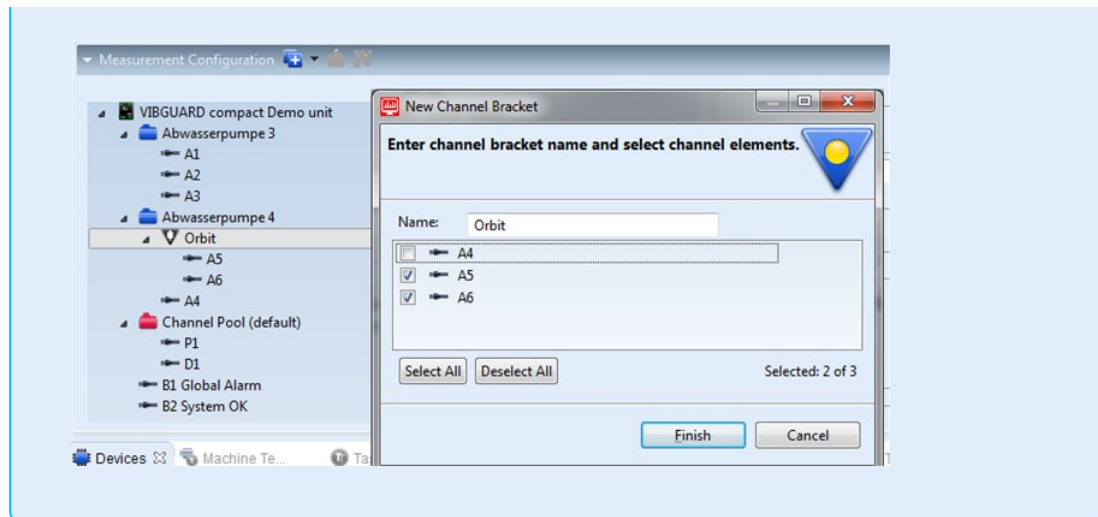 Measurement Configuration
VIBGUARD compact Demo unit
Abwasserpumpe 3
A1
A2
A3
Abwasserpumpe 4
Orbit
A5
A6
A4
Channel Pool (default)
P1
D1
B1 Global Alarm
B2 System OK
Devices
Machine Te...
New Channel Bracket
Enter channel bracket name and select channel elements.
Name: Orbit
A4
A5
A6
Select All Deselect All Selected: 2 of 3
Finish Cancel